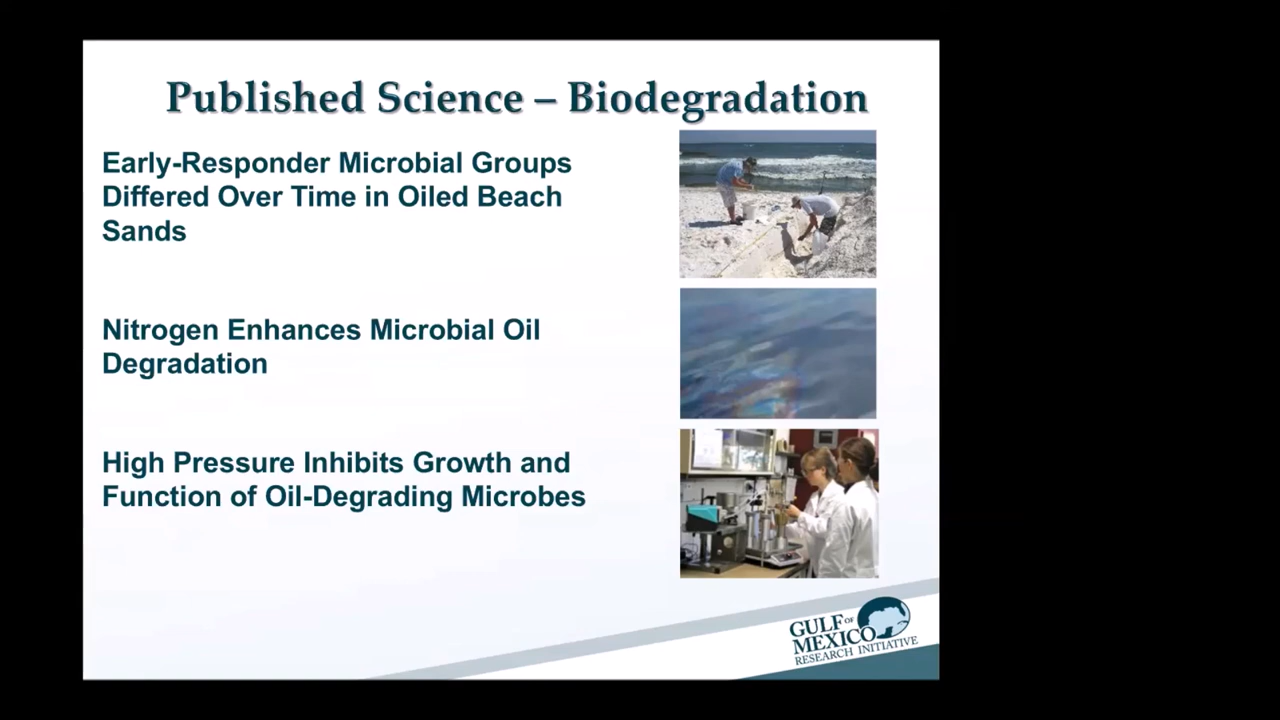 Published Science – Biodegradation
Early-Responder Microbial Groups
Differed Over Time in Oiled Beach
Sands
Nitrogen Enhances Microbial Oil
Degradation
High Pressure Inhibits Growth and
Function of Oil-Degrading Microbes
GULF OF
MEXICO
RESEARCH INITIATIVE